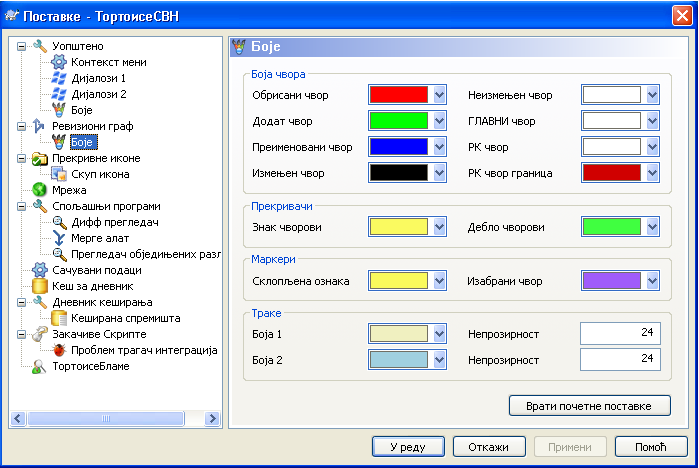 Поставке - ТортоисеСВН
Уопштено
Контекст мени
Дијалози 1
Дијалози 2
Боје
Ревизиони граф
Боје
Прекривне иконе
Скуп икона
Мрежа
Спољашњи програми
Дифф прегледач
Мерге алат
Прегледач обједињених разл
Сачувани подаци
Кеш за дневник
Дневник кеширања
Кеширана спремишта
Закачиве Скрипте
Проблем трагач интеграција
ТортоисеБламе
Боје
Боја чвора
Обрисани чвор
Неизмењен чвор
Додат чвор
ГЛАВНИ чвор
Преименовани чвор
РК чвор
Измењен чвор
РК чвор граница
Прекривачи
Знак чворови
Дебло чворови
Маркери
Склопљена ознака
Изабрани чвор
Траке
Боја 1
Непрозирност
24
Боја 2
Непрозирност
24
Врати почетне поставке
У реду
Откажи
Примени
Помоћ